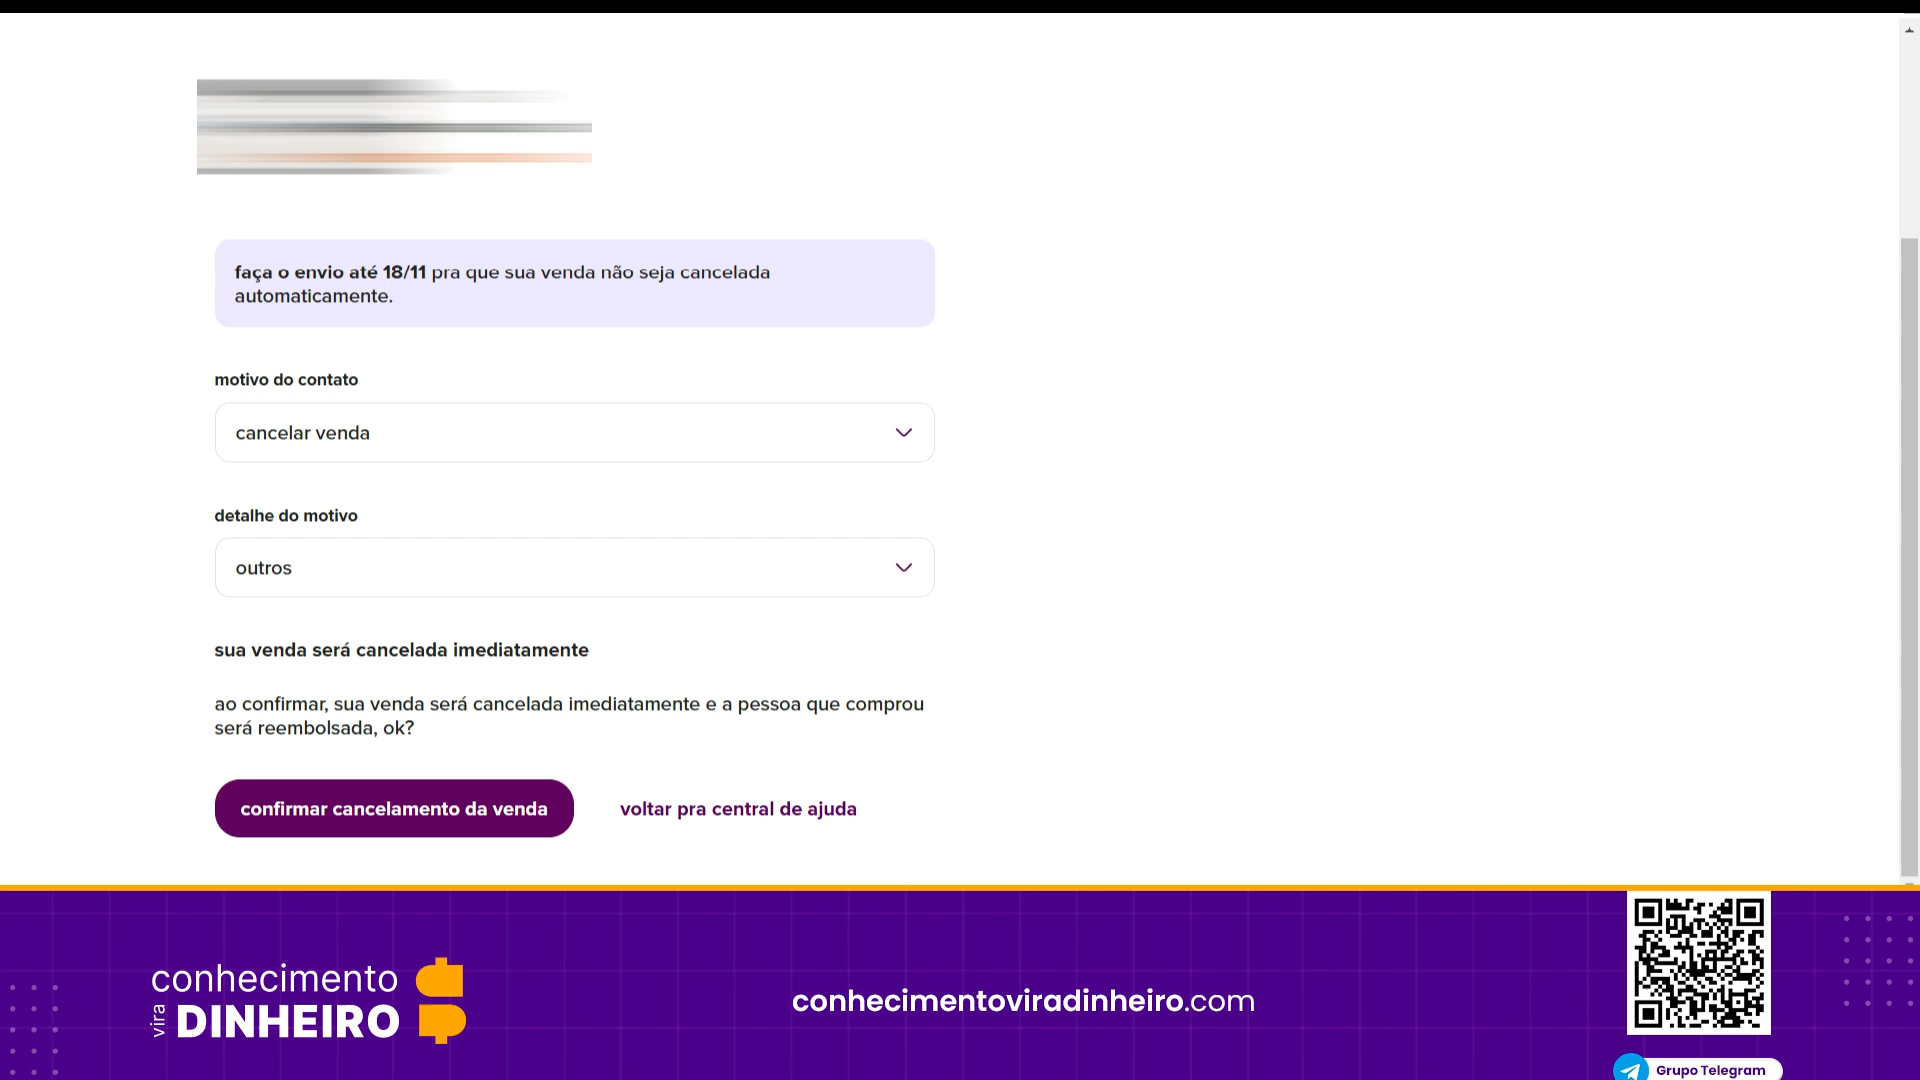 faça o envio até 18/11 pra que sua venda não seja cancelada
automaticamente.
motivo do contato
cancelar venda
detalhe do motivo
outros
sua venda será cancelada imediatamente
ao confirmar, sua venda será cancelada imediatamente e a pessoa que comprou
será reembolsada, ok?
confirmar cancelamento da venda
voltar pra central de ajuda
conhecimento
vira
DINHEIRO
conhecimentoviradinheiro.com
Grupo Telegram